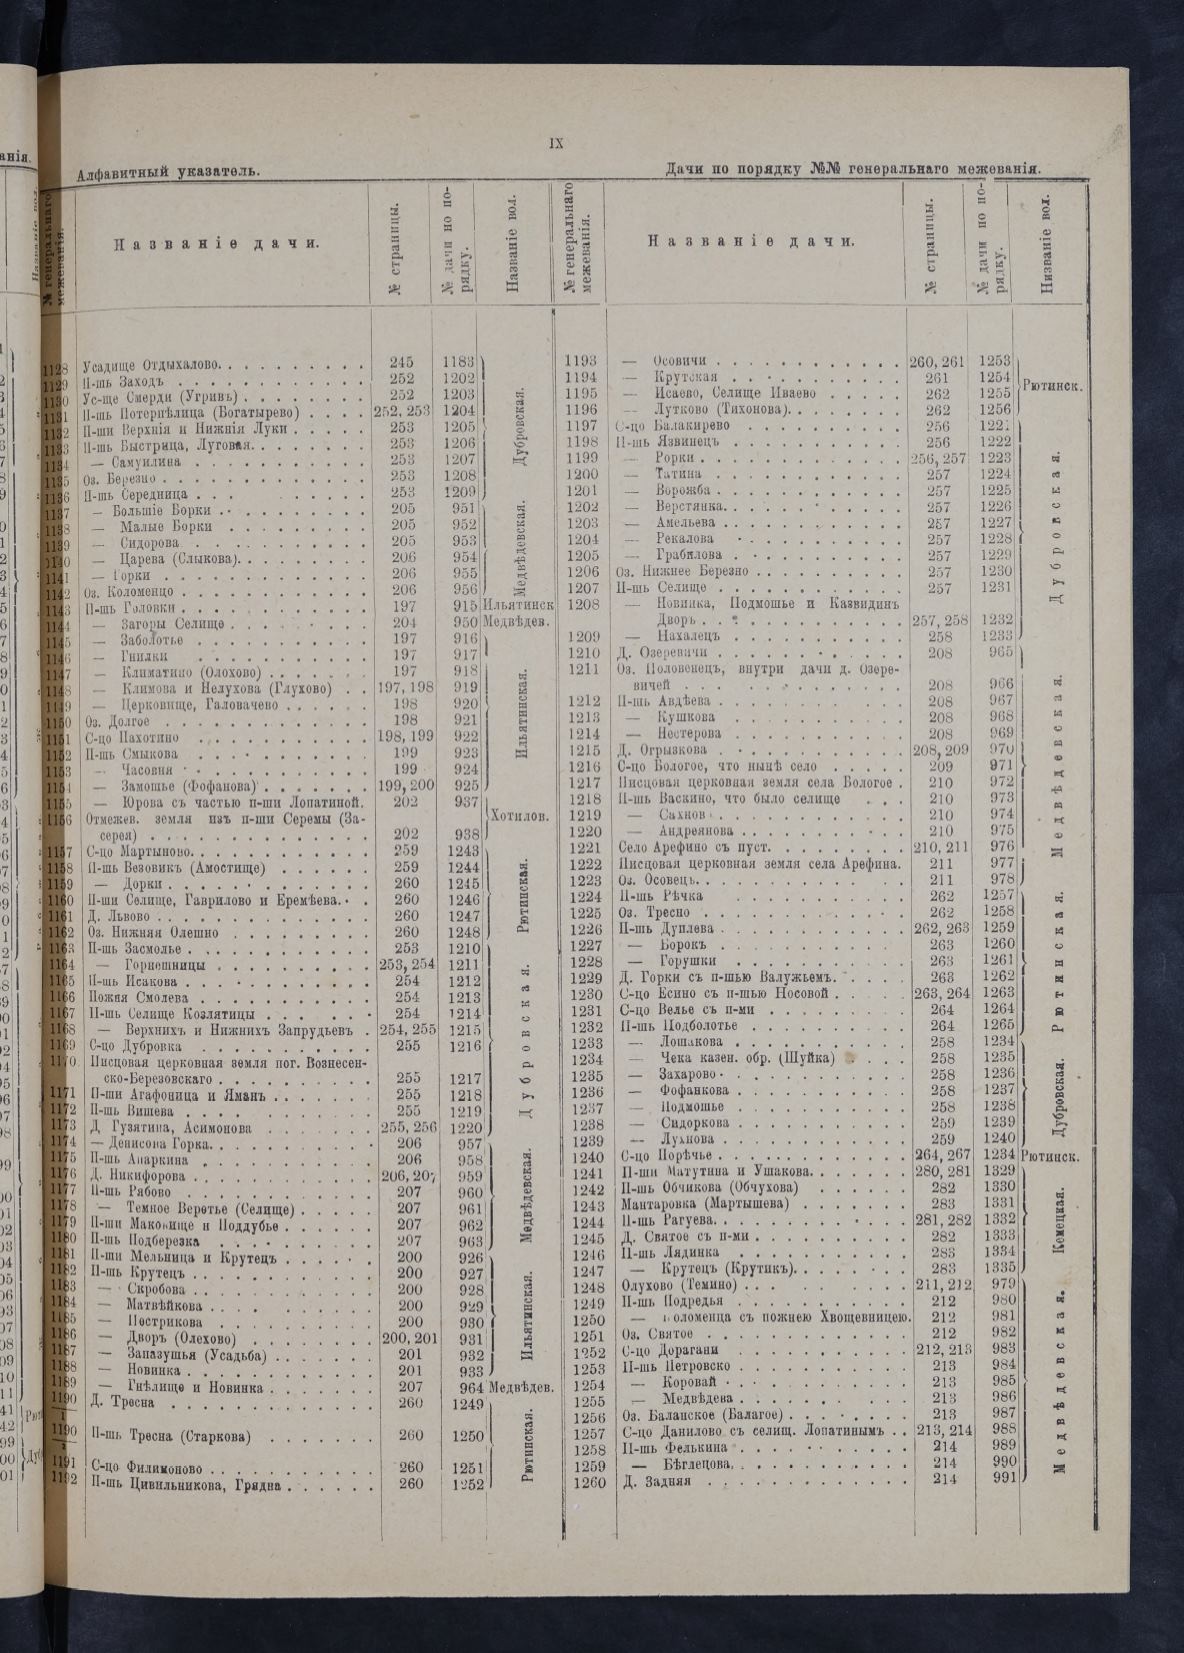 IX
Алфавитный указатель.
Дачи по порядку №№ генеральнаго межеванія.
№ генеральнаго межеванія.
Названіе дачи.
№ страницы.
№ дачи по порядку.
Названіе вол.
1128 Усадище Отдыхалово. 245 1183
1129 П-шь Заходъ 252 1202
1130 Ус-ще Смерди (Угривъ) 252 1203
1131 П-шь Потерпѣлица (Богатырево) 252, 253 1204
1132 П-ши Верхнія и Нижнія Луки 253 1205
1133 П-шь Быстрица, Луговая. 253 1206
1134 — Самуилина 253 1207
1135 Оз. Березно 253 1208
1136 П-шь Середница 253 1209
Дубровская.
1137 — Большіе Борки 205 951
1138 — Малые Борки 205 952
1139 — Сидорова 205 953
1140 — Царева (Слыкова). 206 954
1141 — Горки 206 955
1142 Оз. Коломенцо 206 956
Медвѣдевская.
1143 П-шь Головки 197 915 Ильятинск
1144 — Загоры Селище 204 950 Медвѣдев.
1145 — Заболотье 197 916
1146 — Гнилки 197 917
1147 — Климатино (Олохово) 197 918
1148 — Климова и Нелухова (Глухово) 197, 198 919
1149 — Церковище, Галовачево 198 920
1150 Оз. Долгое 198 921
1151 С-цо Пахотино 198, 199 922
1152 П-шь Смыкова 199 923
1153 — Часовня 199 924
1154 — Замошье (Фофанова) 199, 200 925
Ильятинская.
1155 — Юрова съ частью п-ши Лопатиной. 202 937
1156 Отмежев. земля изъ п-ши Серемы (За-
серея) 202 938
Хотилов.
1157 С-цо Мартыново. 259 1243
1158 П-шь Везовикъ (Амостище) 259 1244
1159 — Дорки 260 1245
1160 П-ши Селище, Гаврилово и Еремѣева. 260 1246
1161 Д. Львово 260 1247
1162 Оз. Нижняя Олешно 260 1248
Рютинская.
1163 П-шь Засмолье 253 1210
1164 — Горнешницы 253, 254 1211
1165 П-шь Исакова 254 1212
1166 Пожня Смолева 254 1213
1167 П-шь Селище Козлятицы 254 1214
1168 — Верхнихъ и Нижнихъ Запрудьевъ 254, 255 1215
1169 С-цо Дубровка 255 1216
1170 Писцовая церковная земля пог. Вознесен-
ско-Березовскаго 255 1217
1171 П-ши Агафоница и Яманъ 255 1218
1172 П-шь Вишева 255 1219
1173 Д. Гузятина, Асимонова 255, 256 1220
Дубровская.
1174 — Денисова Горка. 206 957
1175 П-шь Апаркина 206 958
1176 Д. Никифорова 206, 207 959
1177 П-шь Рябово 207 960
1178 — Темное Веретье (Селище) 207 961
1179 П-ши Маковище и Поддубье 207 962
1180 П-шь Подберезка 207 963
Медвѣдевская.
1181 П-ши Мельница и Крутецъ 200 926
1182 П-шь Крутецъ 200 927
1183 — Скробова 200 928
1184 — Матвѣйкова 200 929
1185 — Пострикова 200 930
1186 — Дворъ (Олехово) 200, 201 931
1187 — Запазушья (Усадьба) 201 932
1188 — Новинка 201 933
Ильятинская.
1189 — Гнѣлище и Новинка 207 964 Медвѣдев.
1190 Д. Тресна 260 1249
1190 П-шь Тресна (Старкова) 260 1250
1191 С-цо Филимоново 260 1251
1192 П-шь Цивильникова, Грядна 260 1252
Рютинская.
№ генеральнаго межеванія.
Названіе дачи.
№ страницы.
№ дачи по порядку.
Низваніе вол.
1193 — Осовичи 260, 261 1253
1194 — Крутская 261 1254
1195 — Исаево, Селище Иваево 262 1255
1196 — Лутково (Тихонова). 262 1256
Рютинск.
1197 С-цо Балакирево 256 1221
1198 П-шь Язвинецъ 256 1222
1199 — Рорки 256, 257 1223
1200 — Татина 257 1224
1201 — Ворожба 257 1225
1202 — Верстянка. 257 1226
1203 — Амельева 257 1227
1204 — Рекалова 257 1228
1205 — Грабилова 257 1229
1206 Оз. Нижнее Березно 257 1230
1207 П-шь Селище 257 1231
1208 — Новинка, Подмошье и Казвидинъ
Дворъ 257, 258 1232
1209 — Нахалецъ 258 1233
Дубровская.
1210 Д. Озеревичи 208 965
1211 Оз. Половенецъ, внутри дачи д. Озере-
вичей 208 966
1212 П-шь Авдѣева 208 967
1213 — Кушкова 208 968
1214 — Нестерова 208 969
1215 Д. Огрызкова 208, 209 970
1216 С-цо Вологое, что нынѣ село 209 971
1217 Писцовая церковная земля села Вологое 210 972
1218 П-шь Васкино, что было селище 210 973
1219 — Сахнов 210 974
1220 — Андреянова 210 975
1221 Село Арефино съ пуст. 210, 211 976
1222 Писцовая церковная земля села Арефина. 211 977
1223 Оз. Осовецъ. 211 978
Медвѣдевская.
1224 П-шь Рѣчка 262 1257
1225 Оз. Тресно 262 1258
1226 П-шь Дуплева 262, 263 1259
1227 — Борокъ 263 1260
1228 — Горушки 263 1261
1229 Д. Горки съ п-шью Валужьемъ. 263 1262
1230 С-цо Есино съ п-шью Носовой 263, 264 1263
1231 С-цо Велье съ п-ми 264 1264
1232 П-шь Подболотье 264 1265
Рютинская.
1233 — Лошакова 258 1234
1234 — Чека казен. обр. (Шуйка) 258 1235
1235 — Захарово 258 1236
1236 — Фофанкова 258 1237
1237 — Подмошье 258 1238
1238 — Сидоркова 259 1239
1239 — Лухнова 259 1240
Дубровская.
1240 С-цо Порѣчье 264, 267 1234 Рютинск.
1241 П-ши Матутина и Ушакова. 280, 281 1329
1242 П-шь Обчикова (Обчухова) 282 1330
1243 Мантаровка (Мартышева) 283 1331
1244 П-шь Рагуева. 281, 282 1332
1245 Д. Святое съ п-ми 282 1333
1246 П-шь Лядинка 283 1334
1247 — Крутецъ (Крутикъ). 283 1335
Кемецкая.
1248 Олухово (Темино) 211, 212 979
1249 П-шь Подредья 212 980
1250 — оломенца съ пожнею Хвощевницею. 212 981
1251 Оз. Святое 212 982
1252 С-цо Дорагани 212, 213 983
1253 П-шь Петровско 213 984
1254 — Коровай 213 985
1255 — Медвѣдева 213 986
1256 Оз. Баланское (Балагое) 213 987
1257 С-цо Данилово съ селищ. Лопатинымъ 213, 214 988
1258 П-шь Фелькина 214 989
1259 — Бѣглецова. 214 990
1260 Д. Задняя 214 991
Медвѣдевская.